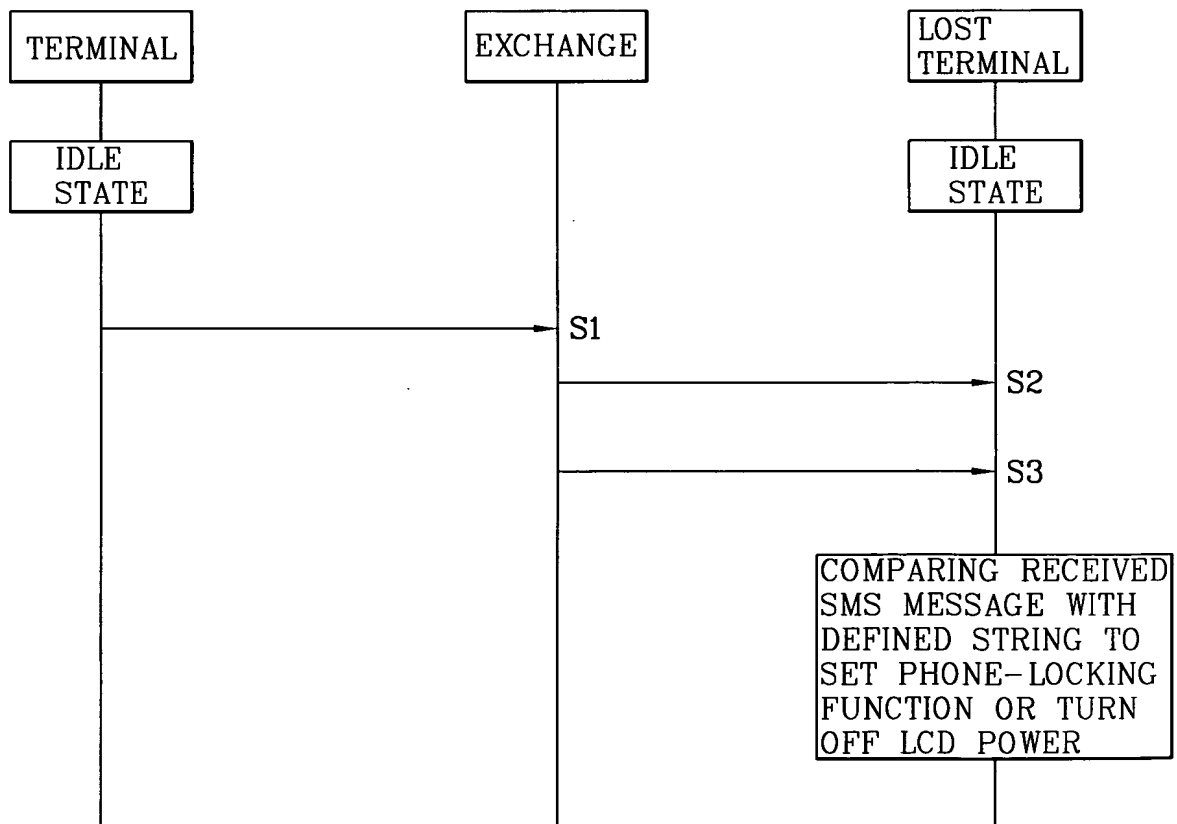 TERMINAL
EXCHANGE
LOST
TERMINAL
IDLE
STATE
IDLE
STATE
S1
S2
S3
COMPARING RECEIVED
SMS MESSAGE WITH
DEFINED STRING TO
SET PHONE-LOCKING
FUNCTION OR TURN
OFF LCD POWER